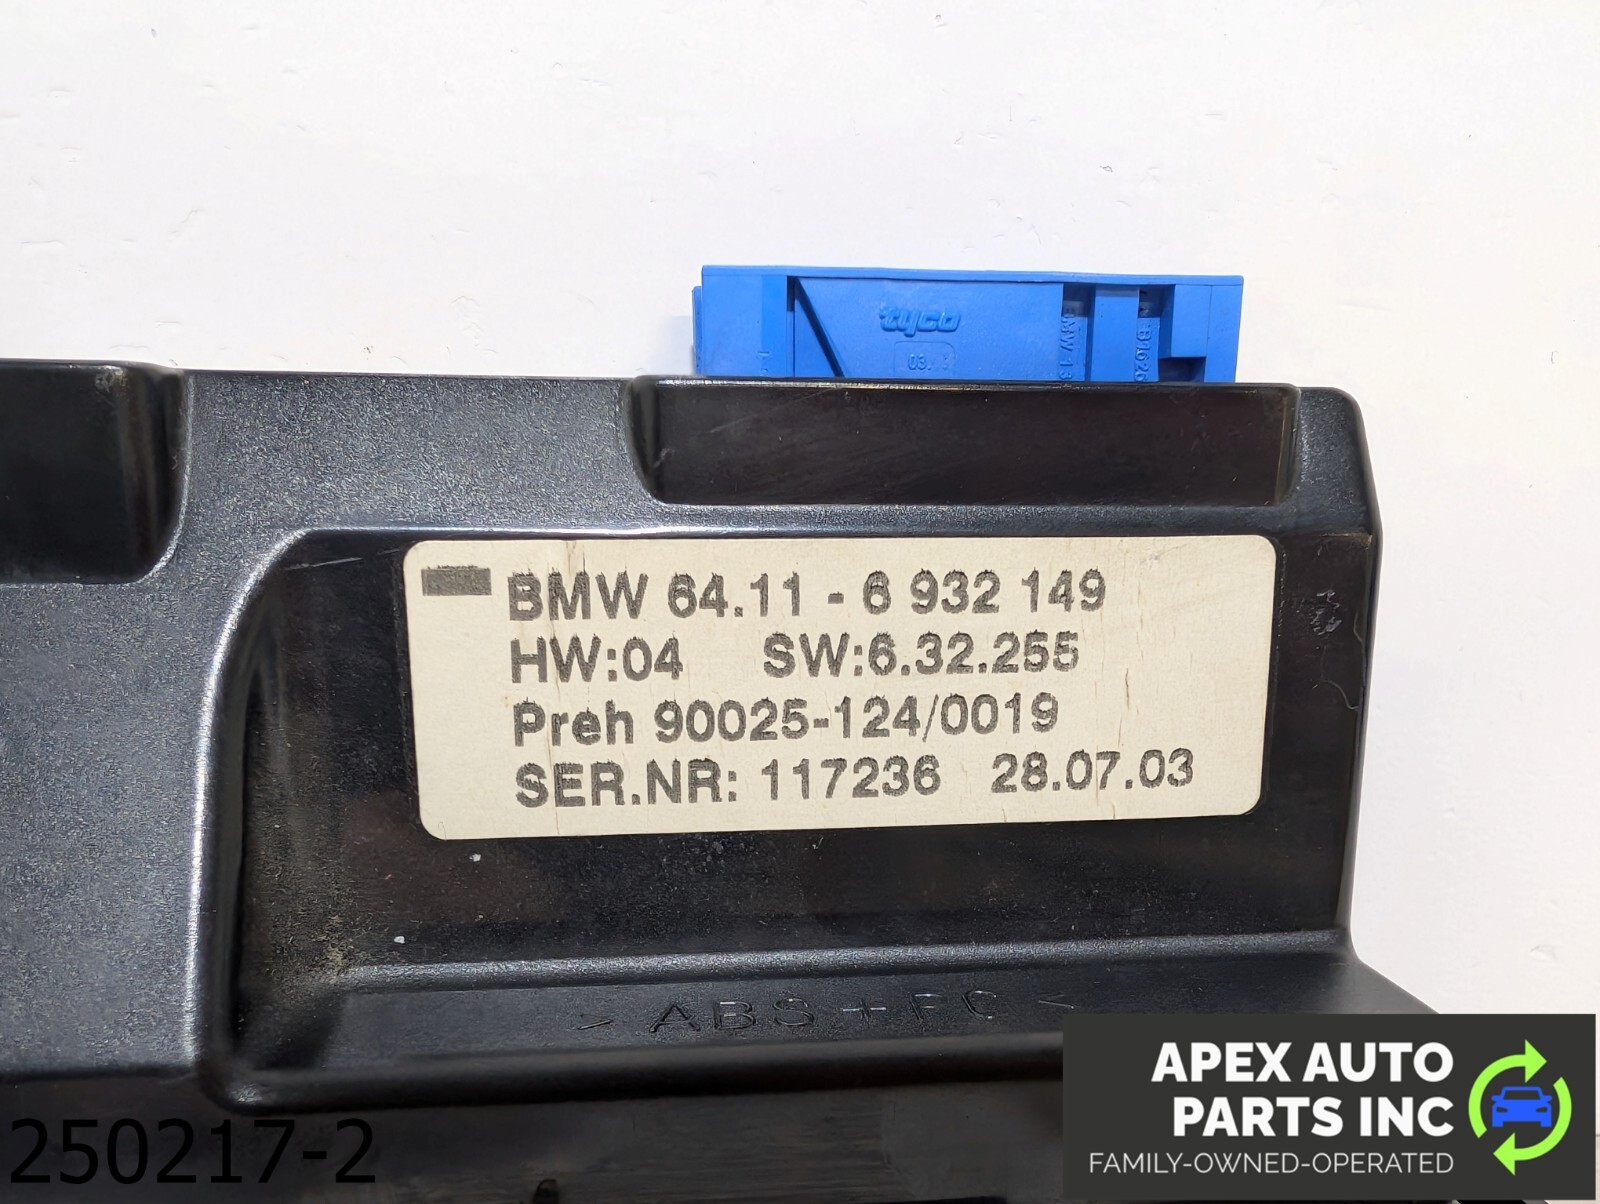 tyco
BMW 64.11 - 6 932 149
HW:04 SW:6.32.255
Preh 90025-124/0019
SER.NR: 117236 28.07.03
> ABS + PC <
250217-2
APEX AUTO
PARTS INC
FAMILY-OWNED-OPERATED